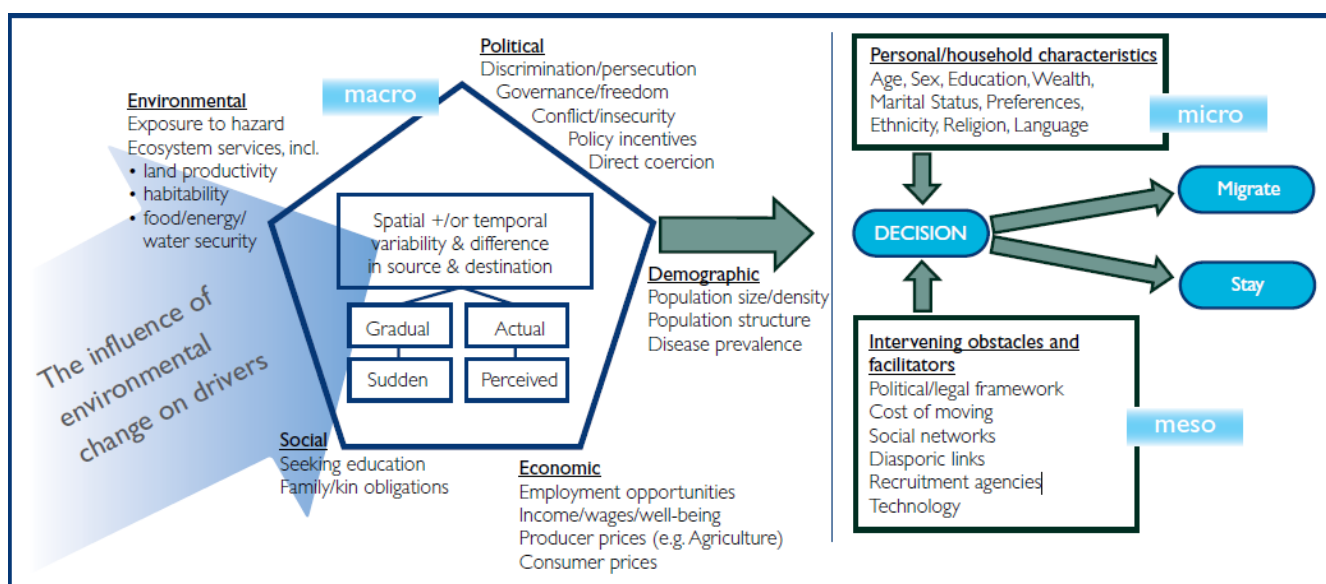 Political
Discrimination/persecution
Governance/freedom
Conflict/insecurity
Policy incentives
Direct coercion
macro
Environmental
Exposure to hazard
Ecosystem services, incl.
• land productivity
• habitability
• food/energy/
water security
Spatial +/or temporal
variability & difference
in source & destination
Gradual
Actual
Sudden
Perceived
The influence of
environmental
change on drivers
Demographic
Population size/density
Population structure
Disease prevalence
Social
Seeking education
Family/kin obligations
Economic
Employment opportunities
Income/wages/well-being
Producer prices (e.g. Agriculture)
Consumer prices
Personal/household characteristics
Age, Sex, Education, Wealth,
Marital Status, Preferences,
Ethnicity, Religion, Language
micro
DECISION
Migrate
Stay
Intervening obstacles and
facilitators
Political/legal framework
Cost of moving
Social networks
Diasporic links
Recruitment agencies
Technology
meso